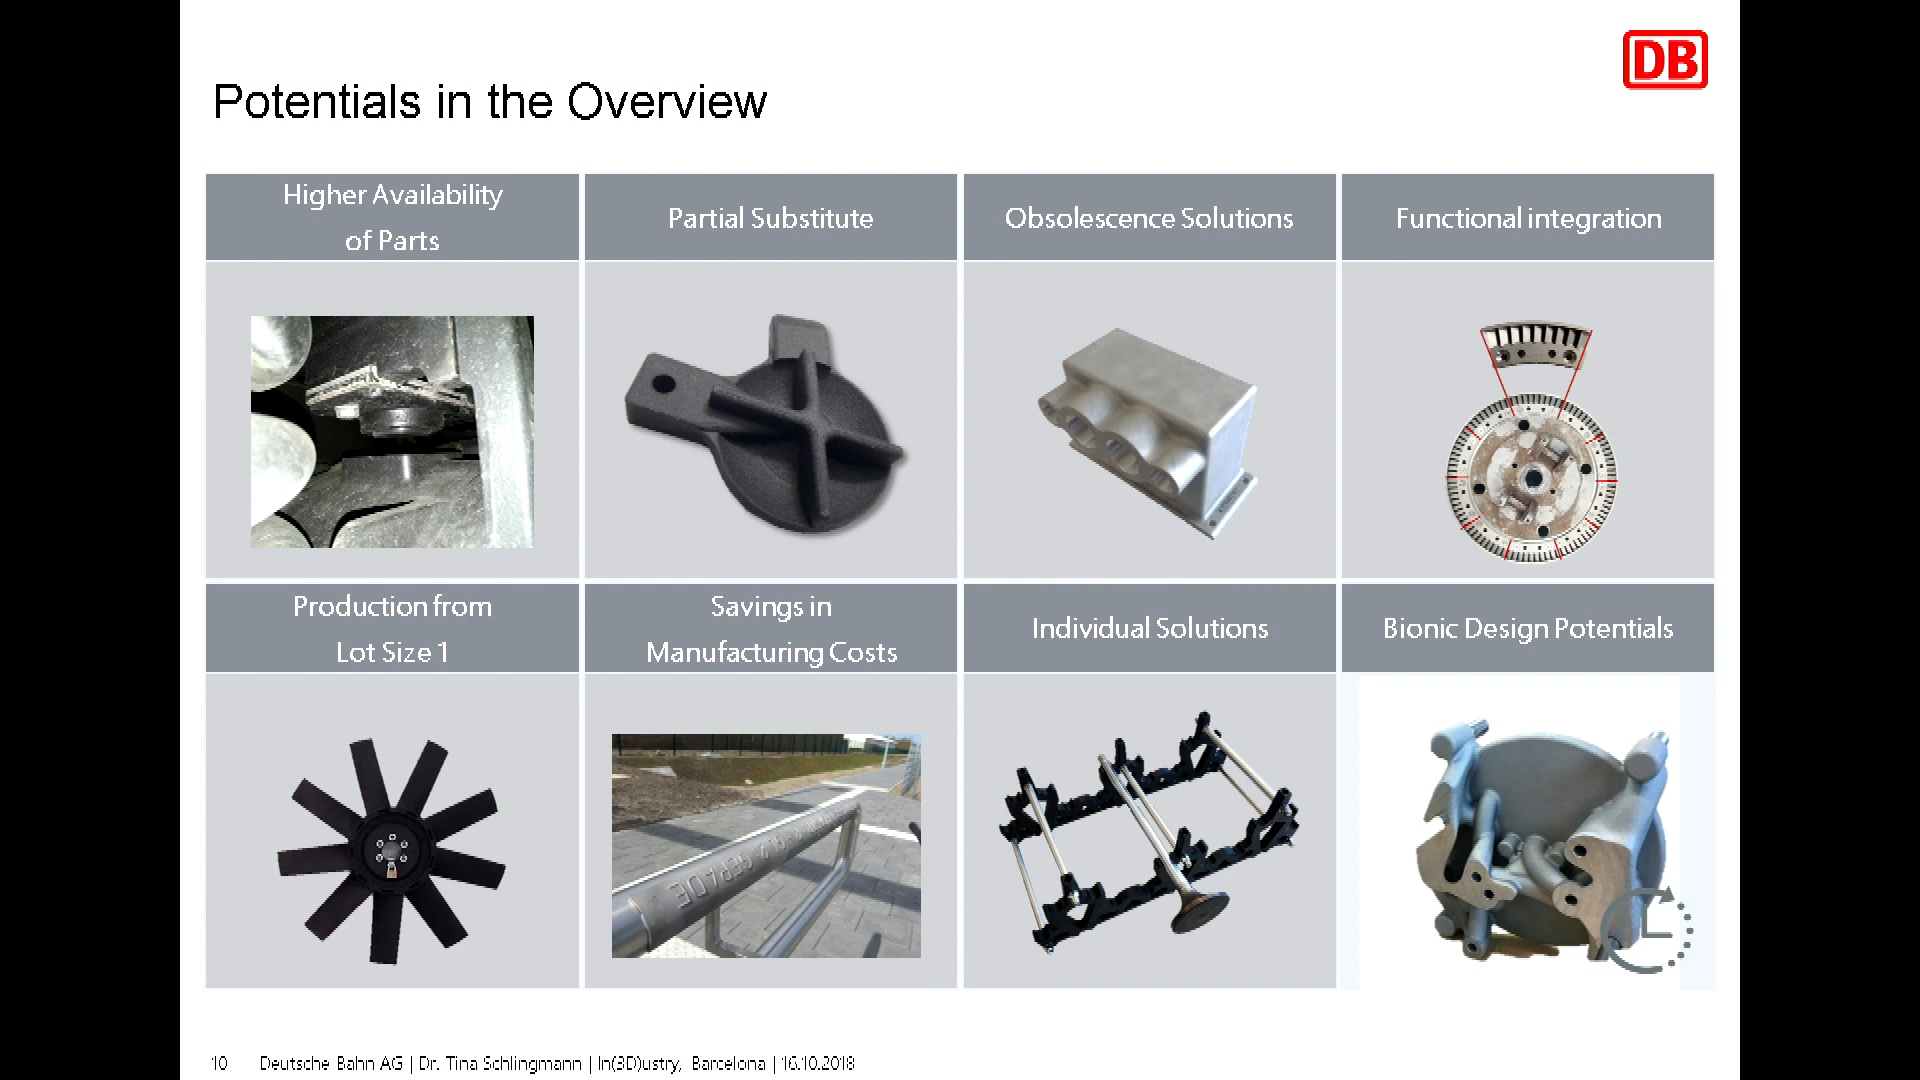 DB
Potentials in the Overview
Higher Availability
of Parts
Partial Substitute
Obsolescence Solutions
Functional integration
Production from
Lot Size 1
Savings in
Manufacturing Costs
Individual Solutions
Bionic Design Potentials
GERADE
10 Deutsche Bahn AG | Dr. Tina Schlingmann | In(3D)ustry, Barcelona | 16.10.2018